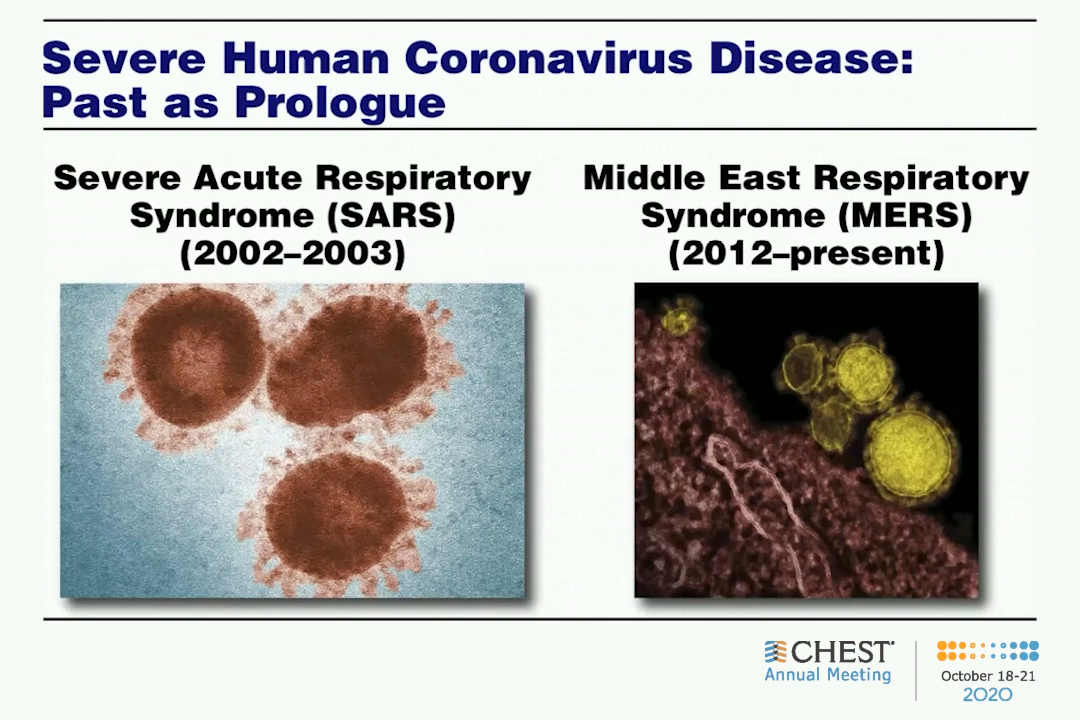 Severe Human Coronavirus Disease:
Past as Prologue
Severe Acute Respiratory
Syndrome (SARS)
(2002–2003)
Middle East Respiratory
Syndrome (MERS)
(2012–present)
CHEST
Annual Meeting
October 18-21
2020